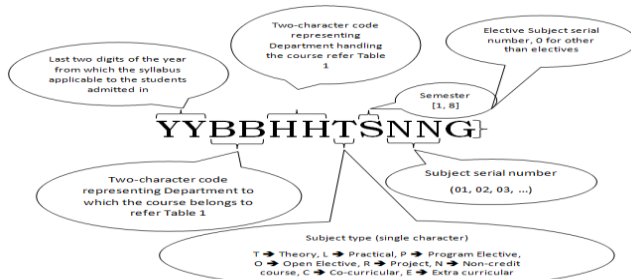 Two-character code
representing
Department handling
the course refer Table
1
Elective Subject serial
number, 0 for other
than electives
Last two digits of the year
from which the syllabus
applicable to the students
admitted in
Semester
[1, 8]
YYBBHHTSNNG
Two-character code
representing Department to
which the course belongs to
refer Table 1
Subject serial number
(01, 02, 03, ...)
Subject type (single character)
T ➔ Theory, L ➔ Practical, P ➔ Program Elective,
O ➔ Open Elective, R ➔ Project, N ➔ Non-credit
course, C ➔ Co-curricular, E ➔ Extra curricular